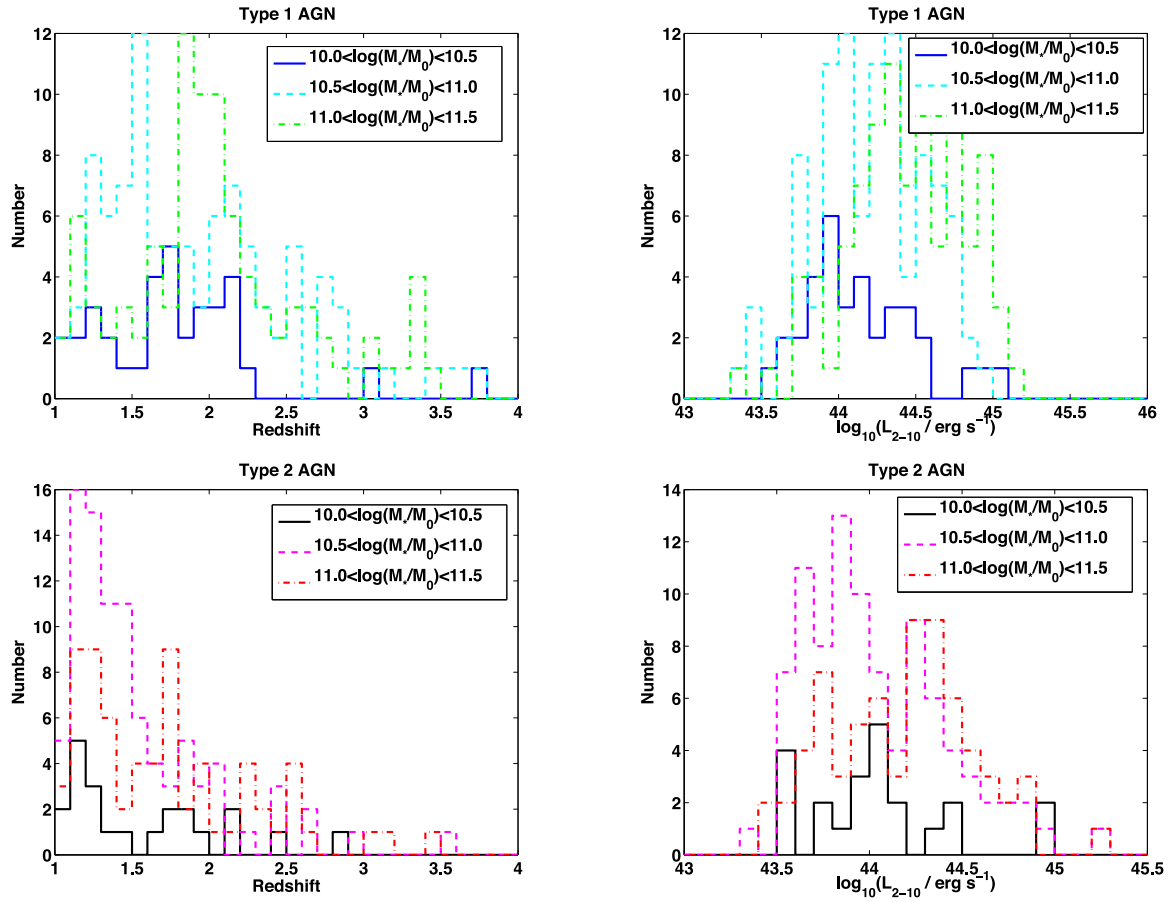 Type 1 AGN
12
10
8
6
4
2
0
Number
1
1.5
2
2.5
3
3.5
4
Redshift
10.0<log(M*/M0)<10.5
10.5<log(M*/M0)<11.0
11.0<log(M*/M0)<11.5
Type 1 AGN
12
10
8
6
4
2
0
Number
43
43.5
44
44.5
45
45.5
46
log10(L2−10 / erg s−1)
10.0<log(M*/M0)<10.5
10.5<log(M*/M0)<11.0
11.0<log(M*/M0)<11.5
Type 2 AGN
16
14
12
10
8
6
4
2
0
Number
1
1.5
2
2.5
3
3.5
4
Redshift
10.0<log(M*/M0)<10.5
10.5<log(M*/M0)<11.0
11.0<log(M*/M0)<11.5
Type 2 AGN
14
12
10
8
6
4
2
0
Number
43
43.5
44
44.5
45
45.5
log10(L2−10 / erg s−1)
10.0<log(M*/M0)<10.5
10.5<log(M*/M0)<11.0
11.0<log(M*/M0)<11.5